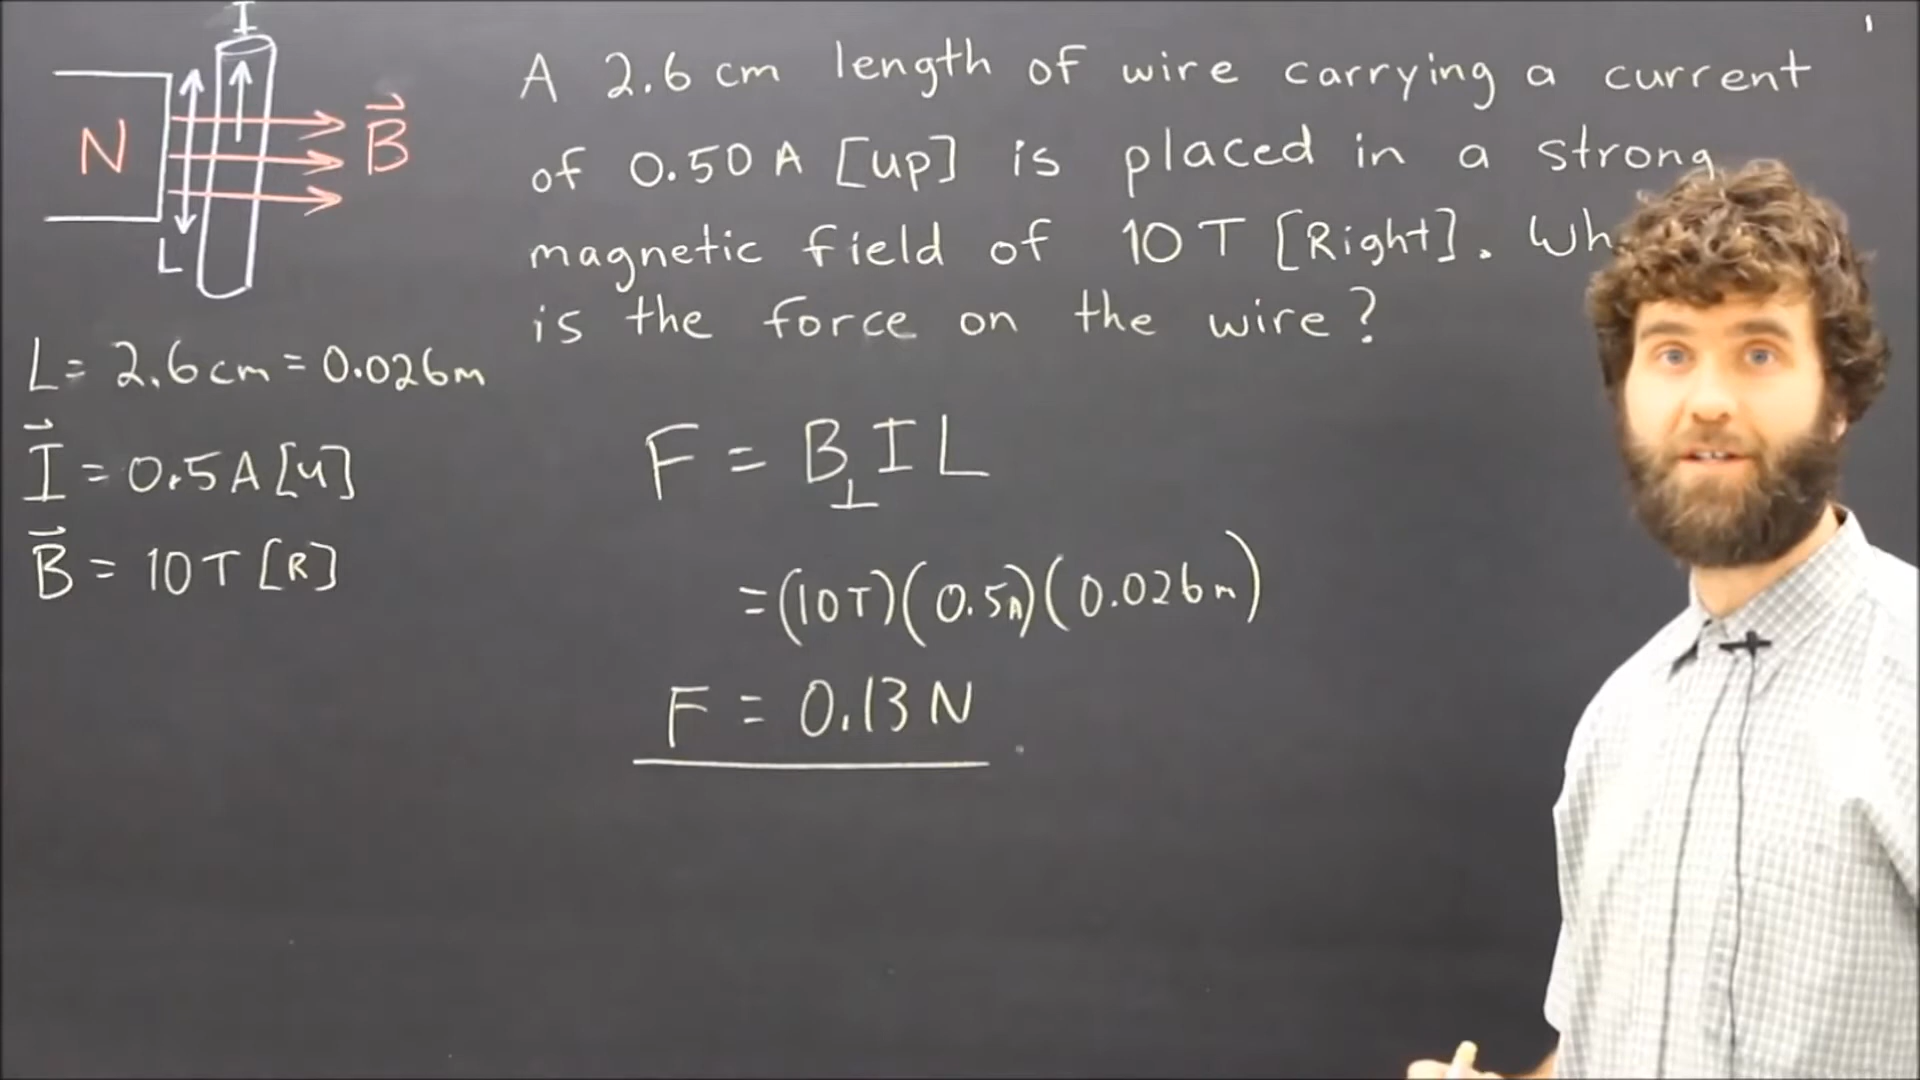 I
N
B
L
A 2.6 cm length of wire carrying a current
of 0.50 A [up] is placed in a strong
magnetic field of 10 T [Right]. Wh
is the force on the wire?
L = 2.6 cm = 0.026m
I⃗ = 0.5 A [u]
B⃗ = 10 T [R]
F = B⊥ I L
= (10T)(0.5A)(0.026m)
F = 0.13 N